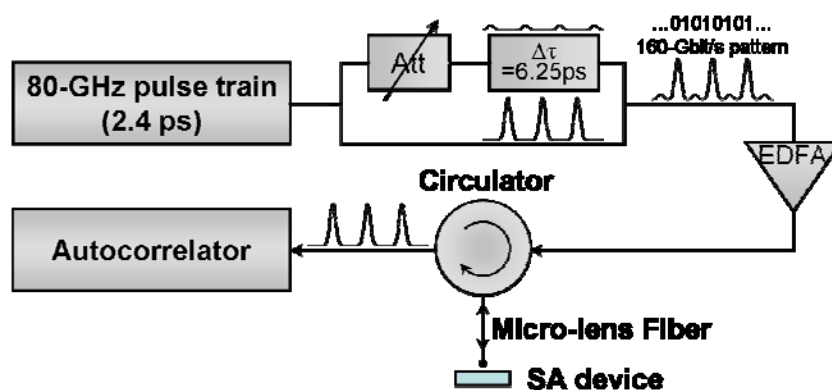 80-GHz pulse train
(2.4 ps)
Att
Δτ
=6.25ps
...01010101...
160-Gbit/s pattern
EDFA
Circulator
Autocorrelator
Micro-lens Fiber
SA device